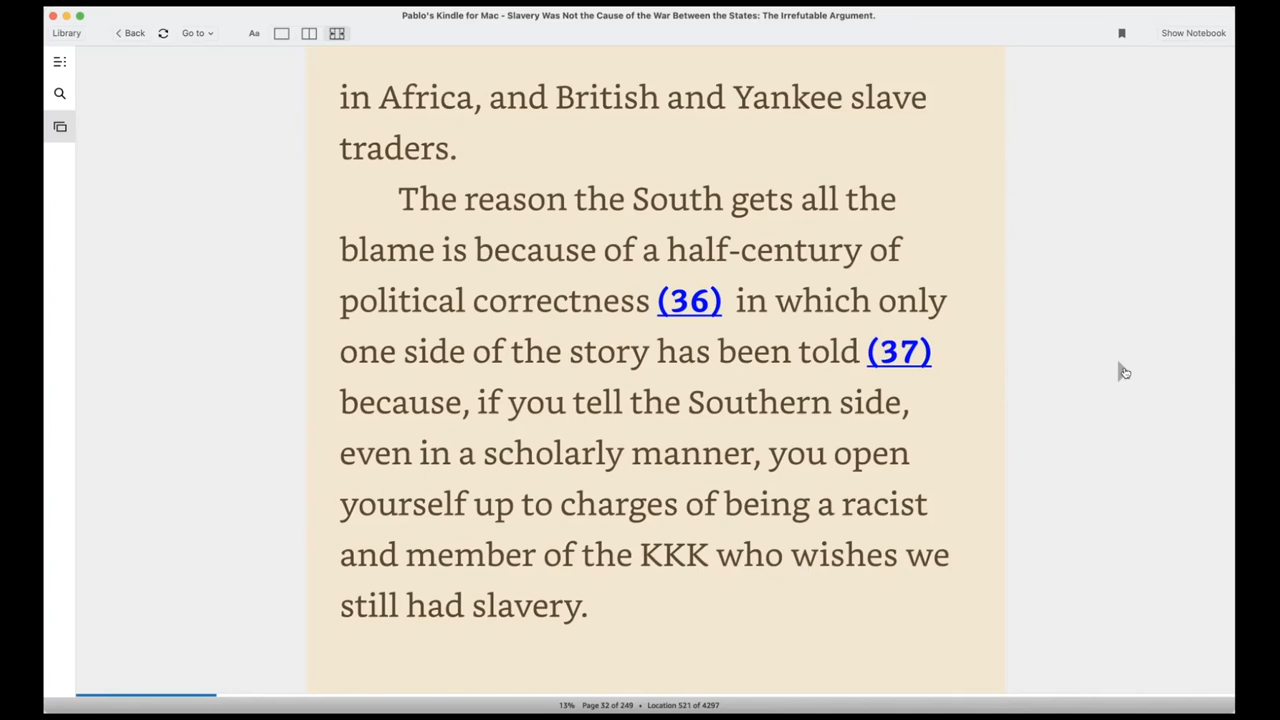 Pablo's Kindle for Mac - Slavery Was Not the Cause of the War Between the States: The Irrefutable Argument.
Library
Back
Go to
Aa
Show Notebook
in Africa, and British and Yankee slave
traders.
The reason the South gets all the
blame is because of a half-century of
political correctness (36) in which only
one side of the story has been told (37)
because, if you tell the Southern side,
even in a scholarly manner, you open
yourself up to charges of being a racist
and member of the KKK who wishes we
still had slavery.
13% Page 32 of 249 • Location 521 of 4297